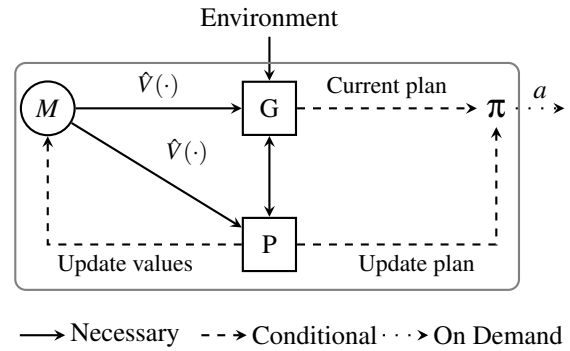 Environment
V̂(·)
M
G
Current plan
π
a
V̂(·)
P
Update values
Update plan
Necessary
Conditional
On Demand